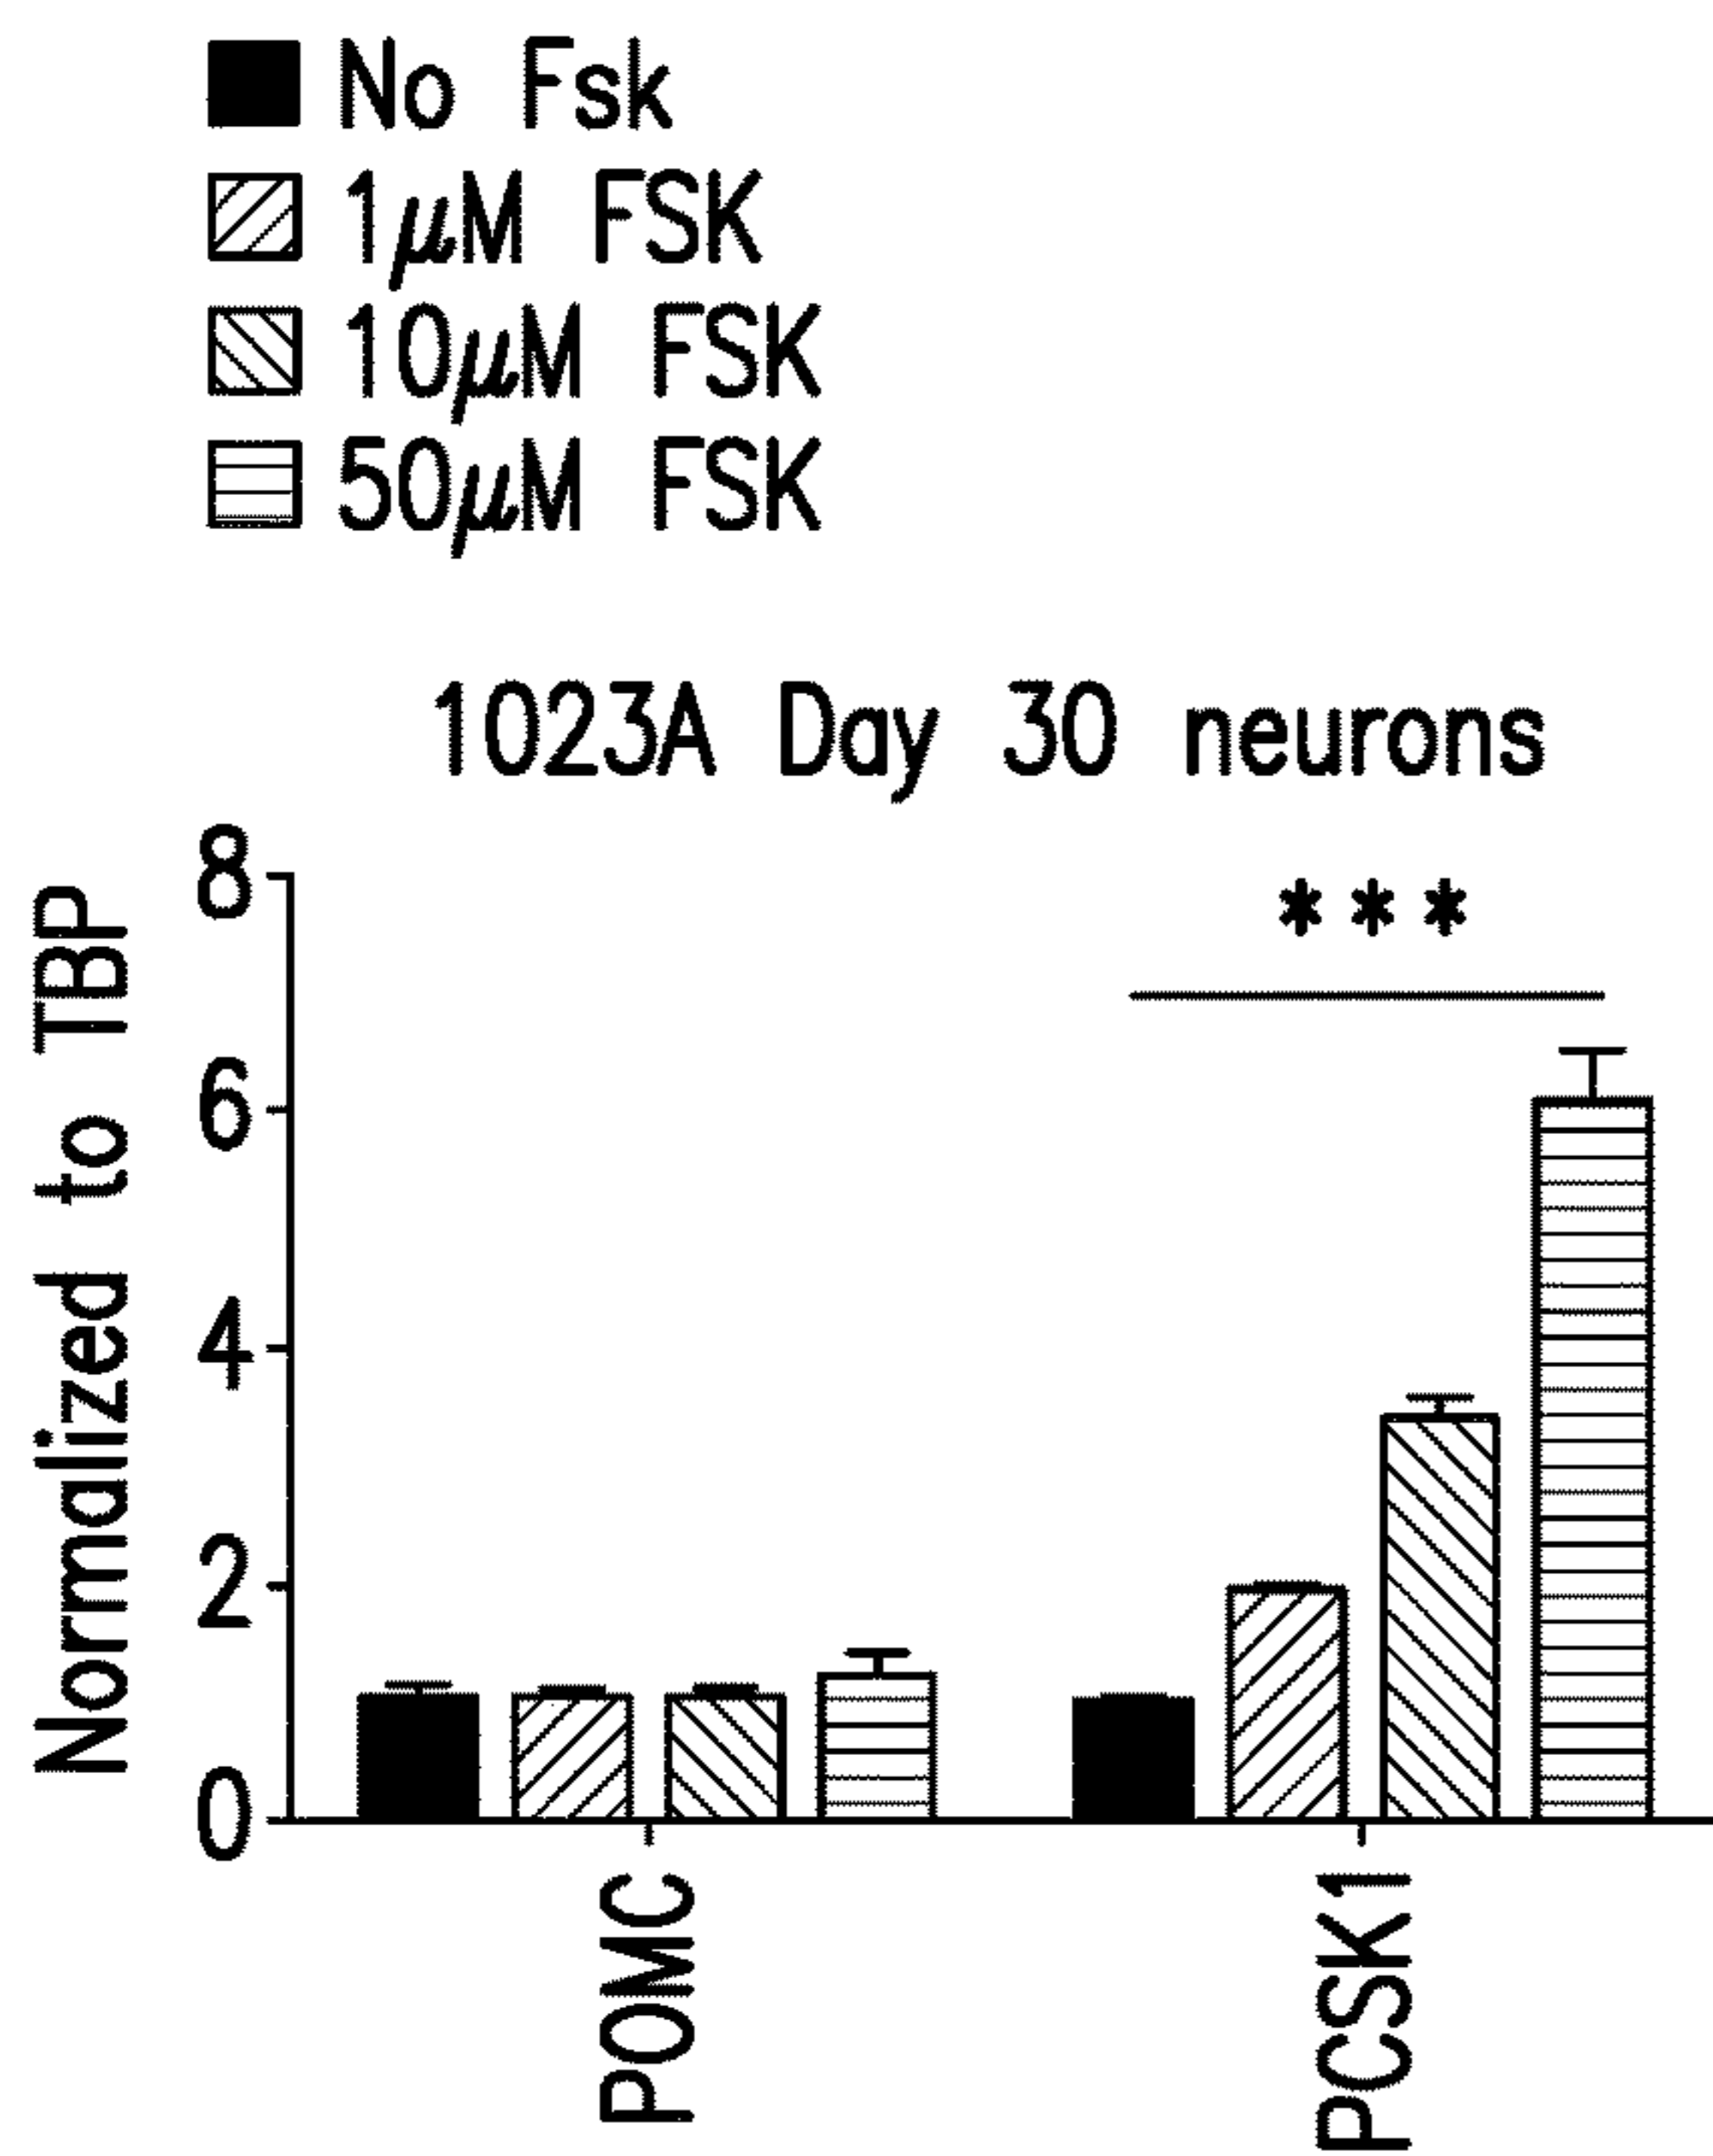 No Fsk
1µM FSK
10µM FSK
50µM FSK
1023A Day 30 neurons
Normalized to TBP
8
6
4
2
0
***
POMC
PCSK1